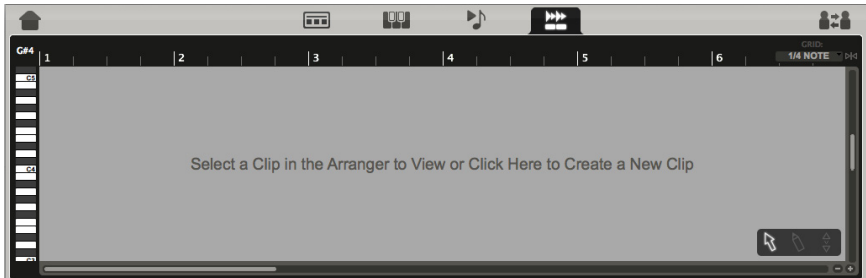 GRID:
G#4 1 2 3 4 5 6 1/4 NOTE
C5
Select a Clip in the Arranger to View or Click Here to Create a New Clip
C4
C3